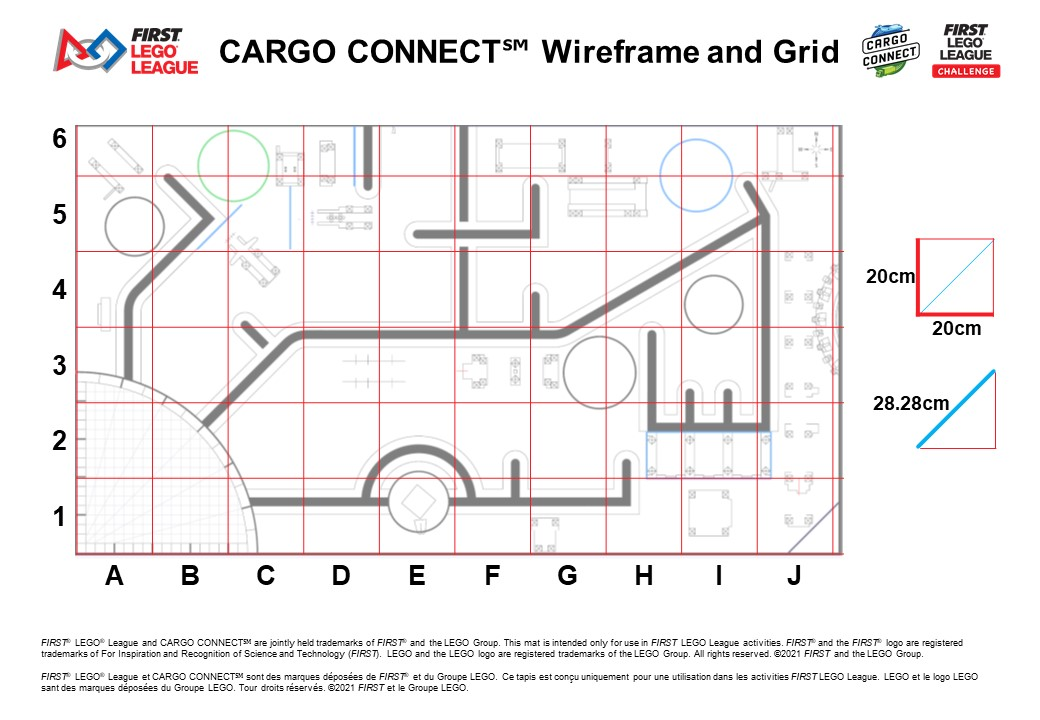 FIRST®
LEGO®
LEAGUE
CARGO CONNECT℠ Wireframe and Grid
CARGO
CONNECT
FIRST®
LEGO®
LEAGUE
CHALLENGE
6
5
4
3
2
1
A B C D E F G H I J
20cm
20cm
28.28cm
FIRST® LEGO® League and CARGO CONNECT℠ are jointly held trademarks of FIRST® and the LEGO Group. This mat is intended only for use in FIRST LEGO League activities. FIRST® and the FIRST® logo are registered
trademarks of For Inspiration and Recognition of Science and Technology (FIRST). LEGO and the LEGO logo are registered trademarks of the LEGO Group. All rights reserved. ©2021 FIRST and the LEGO Group.
FIRST® LEGO® League et CARGO CONNECT℠ sont des marques déposées de FIRST® et du Groupe LEGO. Ce tapis est conçu uniquement pour une utilisation dans les activities FIRST LEGO League. LEGO et le logo LEGO
sant des marques déposées du Groupe LEGO. Tour droits réservés. ©2021 FIRST et le Groupe LEGO.